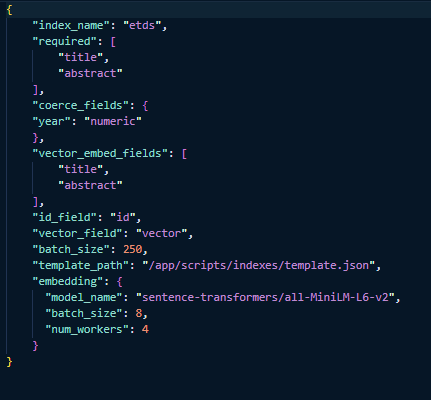 {
    "index_name": "etds",
    "required": [
        "title",
        "abstract"
    ],
    "coerce_fields": {
    "year": "numeric"
    },
    "vector_embed_fields": [
        "title",
        "abstract"
    ],
    "id_field": "id",
    "vector_field": "vector",
    "batch_size": 250,
    "template_path": "/app/scripts/indexes/template.json",
    "embedding": {
      "model_name": "sentence-transformers/all-MiniLM-L6-v2",
      "batch_size": 8,
      "num_workers": 4
    }
}